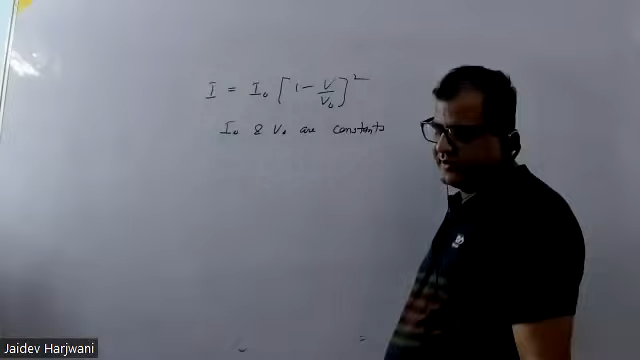 I = I₀ [1 - V/V₀]²
I₀ & V₀ are constants
Jaidev Harjwani